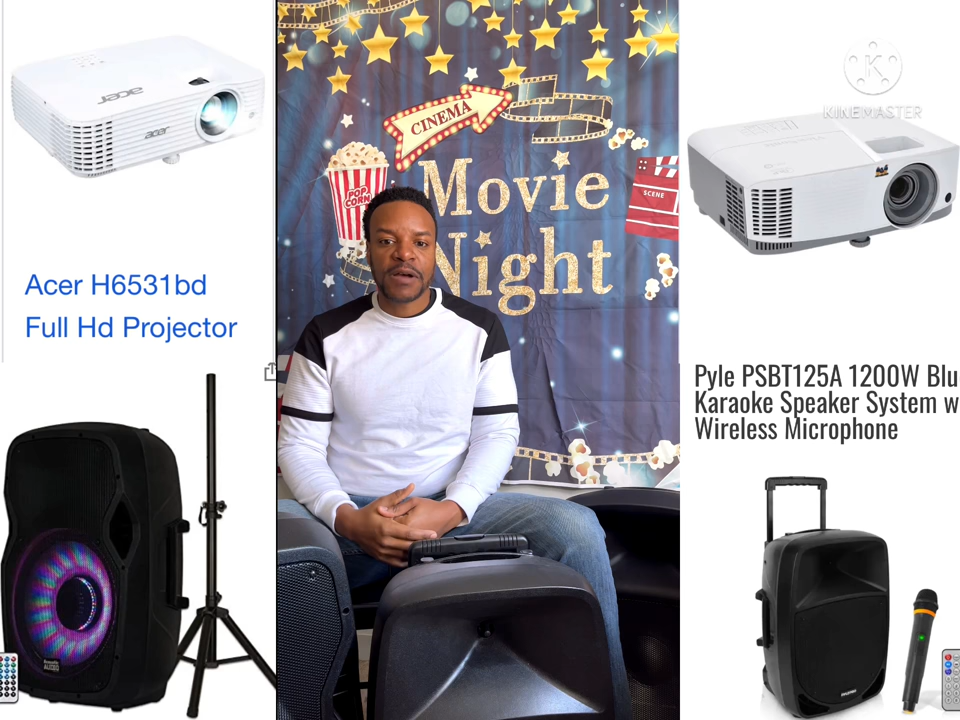 acer
acer
Acer H6531bd
Full Hd Projector
CINEMA
POP
CORN
Movie
Night
SCENE
KINEMASTER
Pyle PSBT125A 1200W Blu
Karaoke Speaker System w
Wireless Microphone